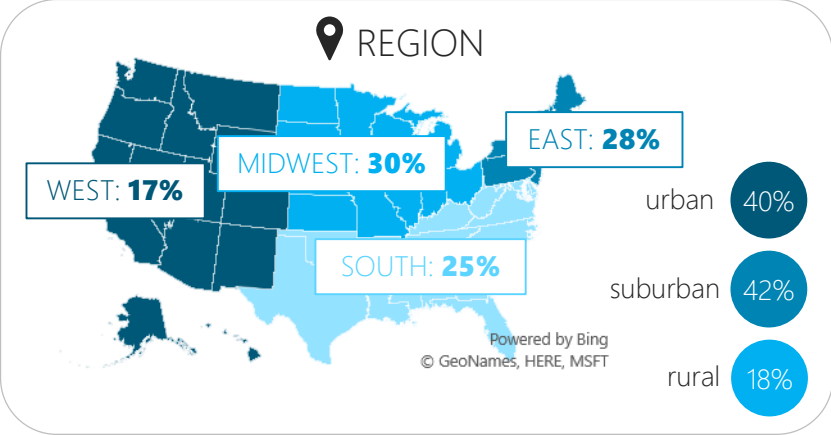 REGION
EAST: 28%
MIDWEST: 30%
WEST: 17%
urban 40%
SOUTH: 25%
suburban 42%
Powered by Bing
© GeoNames, HERE, MSFT
rural 18%